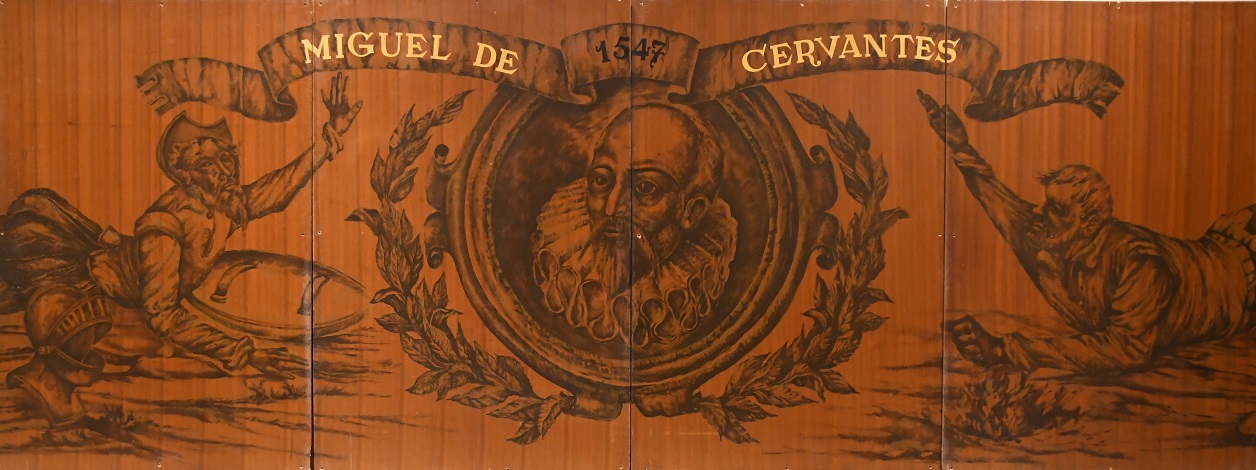 MIGUEL DE 1547 CERVANTES